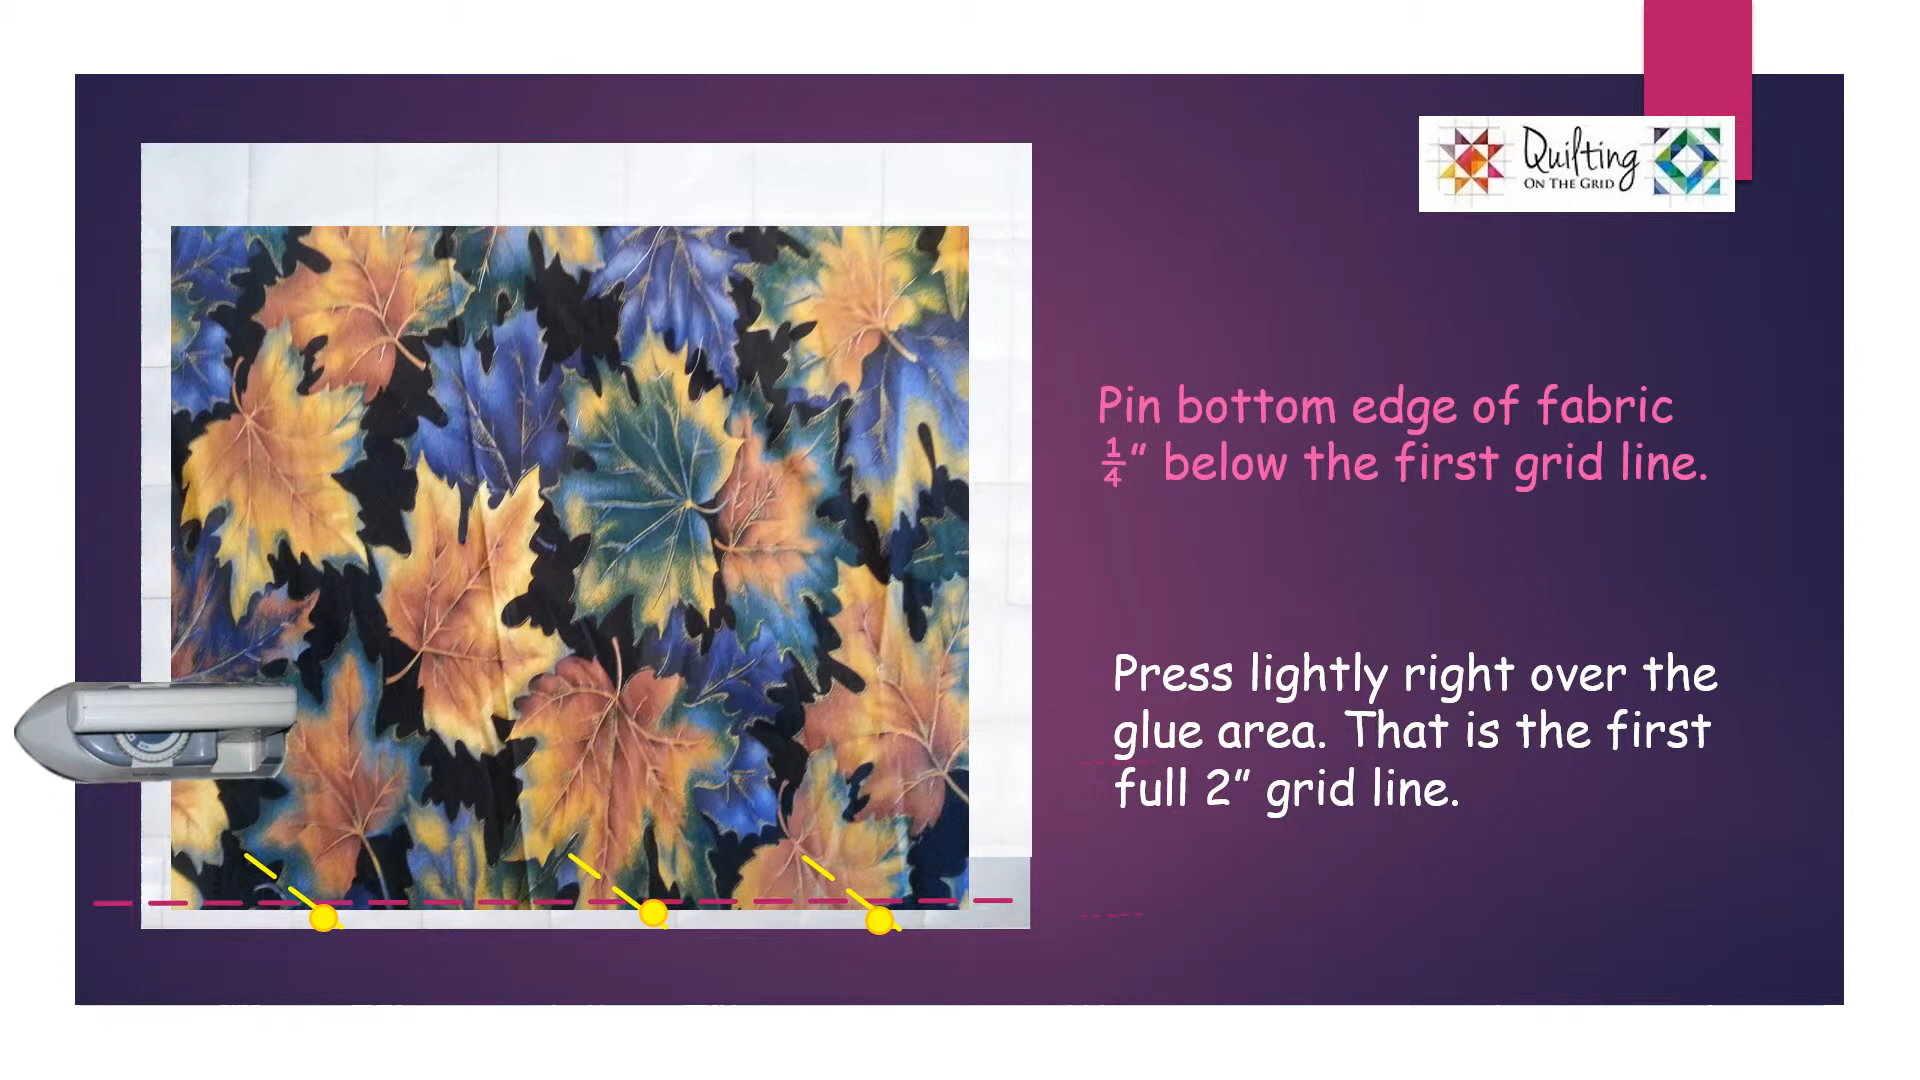 Quilting
ON THE GRID
Pin bottom edge of fabric
¼” below the first grid line.
Press lightly right over the
glue area. That is the first
full 2” grid line.